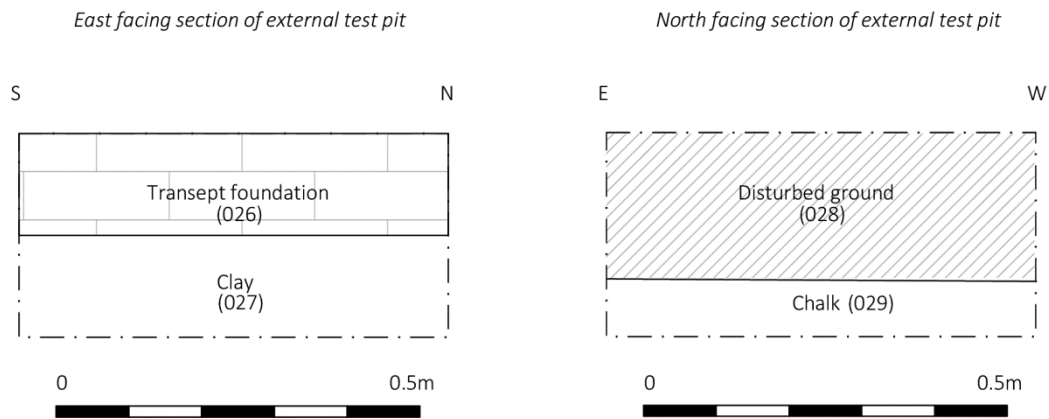 East facing section of external test pit
S N
Transept foundation
(026)
Clay
(027)
0 0.5m
North facing section of external test pit
E W
Disturbed ground
(028)
Chalk (029)
0 0.5m